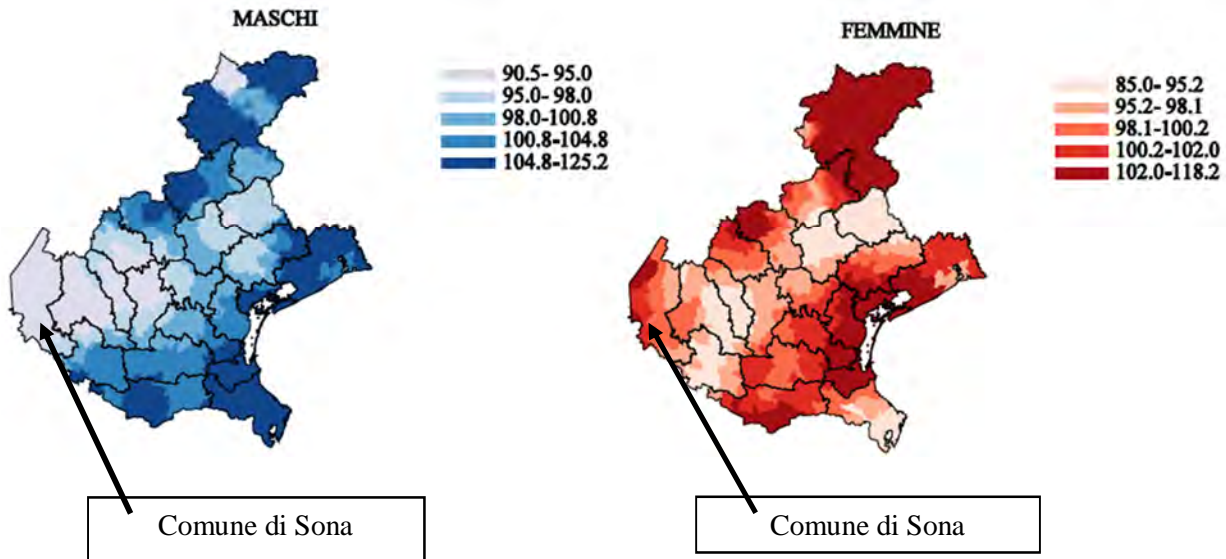 MASCHI
90.5- 95.0
95.0- 98.0
98.0-100.8
100.8-104.8
104.8-125.2
Comune di Sona
FEMMINE
85.0- 95.2
95.2- 98.1
98.1-100.2
100.2-102.0
102.0-118.2
Comune di Sona